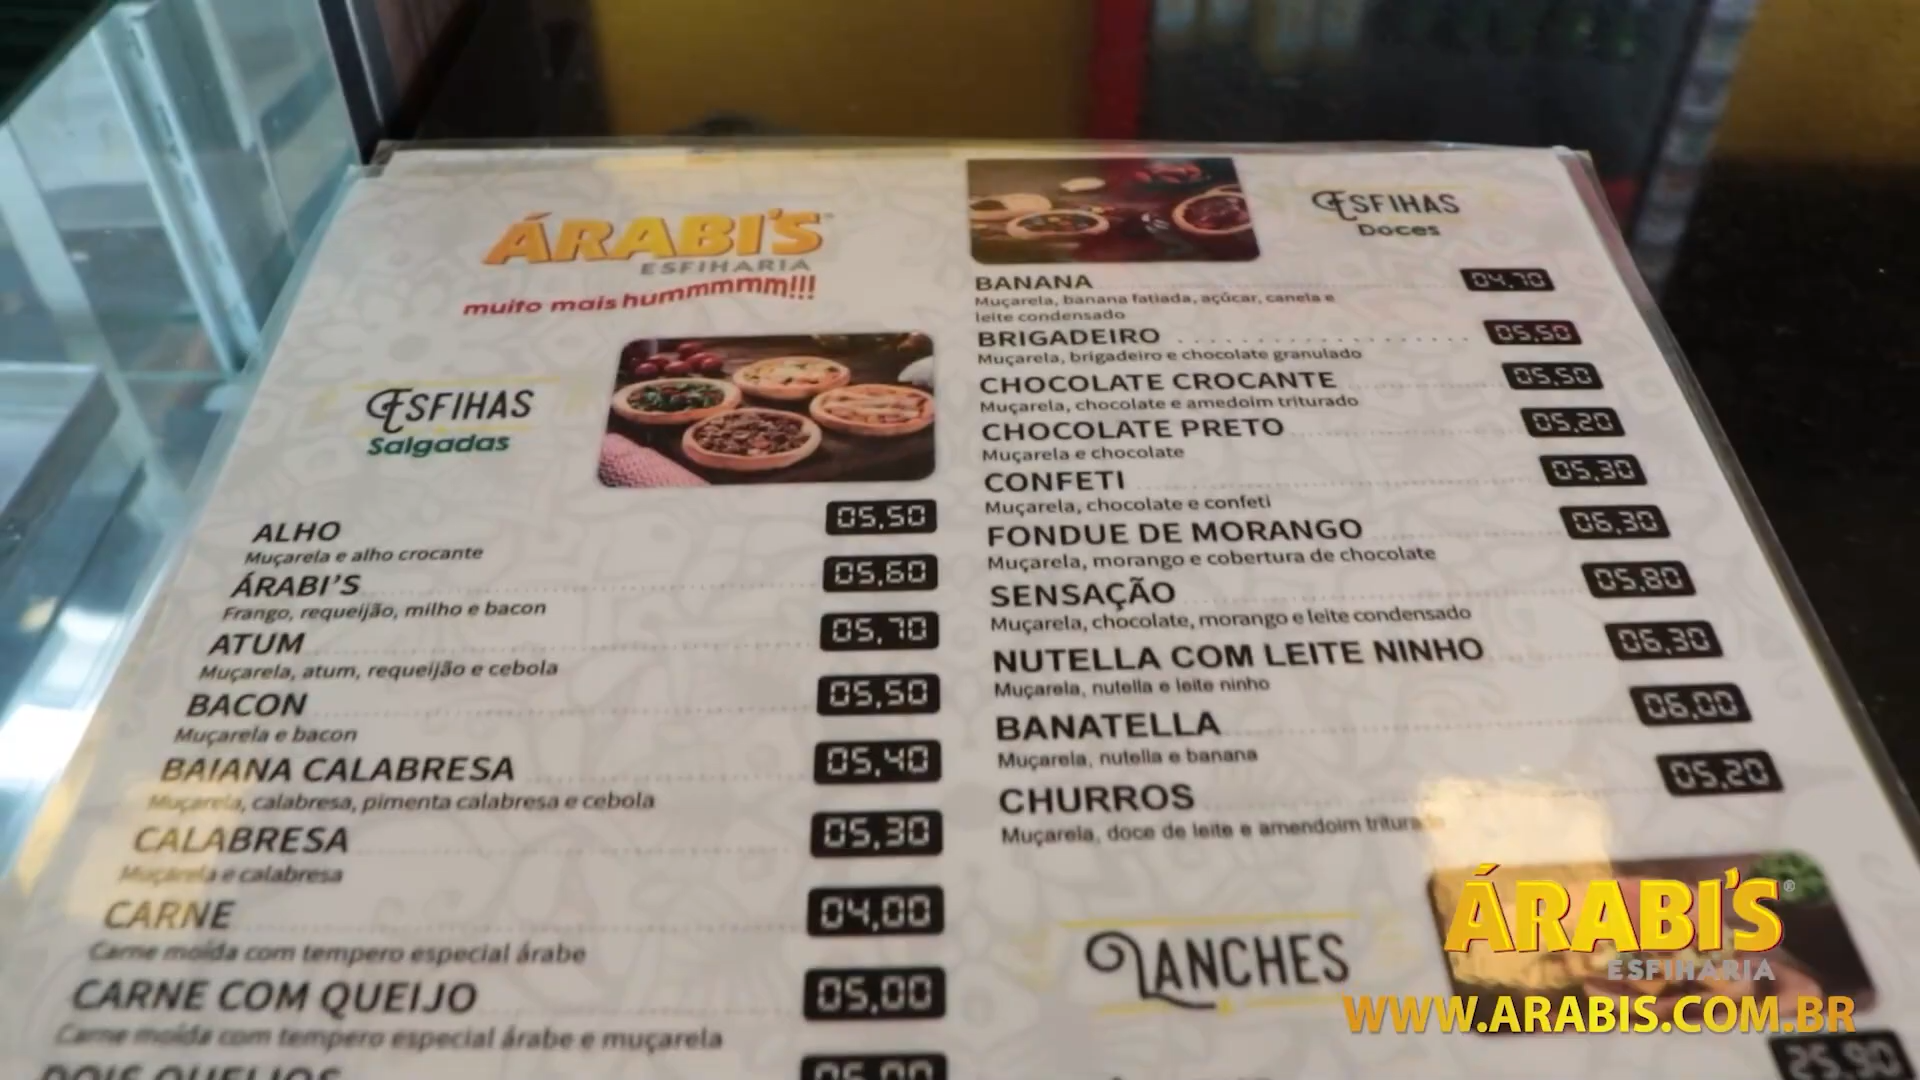 ÁRABI'S
ESFIHARIA
muito mais hummmmm!!!
ESFIHAS
Salgadas
ALHO 05,50
Muçarela e alho crocante
ÁRABI'S 05,60
Frango, requeijão, milho e bacon
ATUM 05,70
Muçarela, atum, requeijão e cebola
BACON 05,50
Muçarela e bacon
BAIANA CALABRESA 05,40
Muçarela, calabresa, pimenta calabresa e cebola
CALABRESA 05,30
Muçarela e calabresa
CARNE 04,00
Carne moída com tempero especial árabe
CARNE COM QUEIJO 05,00
Carne moída com tempero especial árabe e muçarela
DOIS QUEIJOS
ESFIHAS
Doces
BANANA 04,70
Muçarela, banana fatiada, açúcar, canela e
leite condensado
BRIGADEIRO 05,50
Muçarela, brigadeiro e chocolate granulado
CHOCOLATE CROCANTE 05,50
Muçarela, chocolate e amedoim triturado
CHOCOLATE PRETO 05,20
Muçarela e chocolate
CONFETI 05,30
Muçarela, chocolate e confeti
FONDUE DE MORANGO 06,30
Muçarela, morango e cobertura de chocolate
SENSAÇÃO 05,80
Muçarela, chocolate, morango e leite condensado
NUTELLA COM LEITE NINHO 06,30
Muçarela, nutella e leite ninho
BANATELLA 06,00
Muçarela, nutella e banana
CHURROS 05,20
Muçarela, doce de leite e amendoim triturado
LANCHES
25,90
ÁRABI'S®
ESFIHARIA
WWW.ARABIS.COM.BR